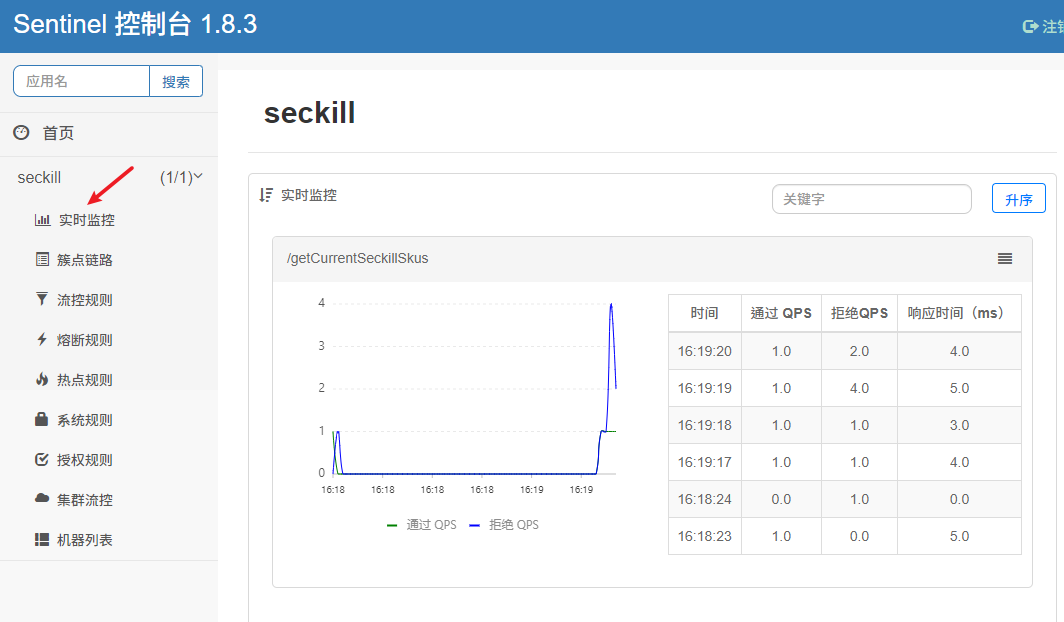 Sentinel 控制台 1.8.3
注销
应用名 搜索
首页
seckill (1/1)
实时监控
簇点链路
流控规则
熔断规则
热点规则
系统规则
授权规则
集群流控
机器列表
seckill
实时监控 关键字 升序
/getCurrentSeckillSkus
4
3
2
1
0
16:18 16:18 16:18 16:18 16:19 16:19
通过 QPS 拒绝 QPS
时间 通过 QPS 拒绝QPS 响应时间（ms）
16:19:20 1.0 2.0 4.0
16:19:19 1.0 4.0 5.0
16:19:18 1.0 1.0 3.0
16:19:17 1.0 1.0 4.0
16:18:24 0.0 1.0 0.0
16:18:23 1.0 0.0 5.0